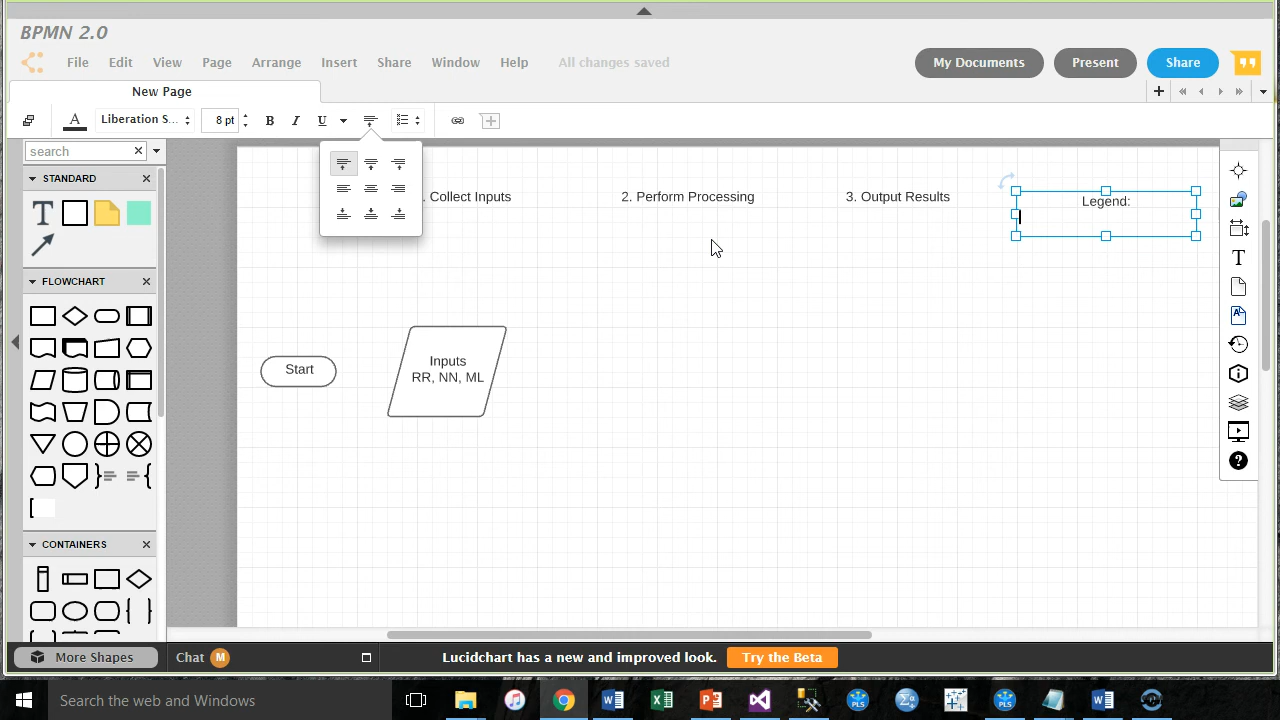 BPMN 2.0
File Edit View Page Arrange Insert Share Window Help All changes saved
My Documents Present Share
New Page
A Liberation S... 8 pt B I U
search
STANDARD
T
FLOWCHART
CONTAINERS
. Collect Inputs 2. Perform Processing 3. Output Results
Legend:
Start
Inputs
RR, NN, ML
T
A
More Shapes Chat M Lucidchart has a new and improved look. Try the Beta
Search the web and Windows
PLS PLS PLS